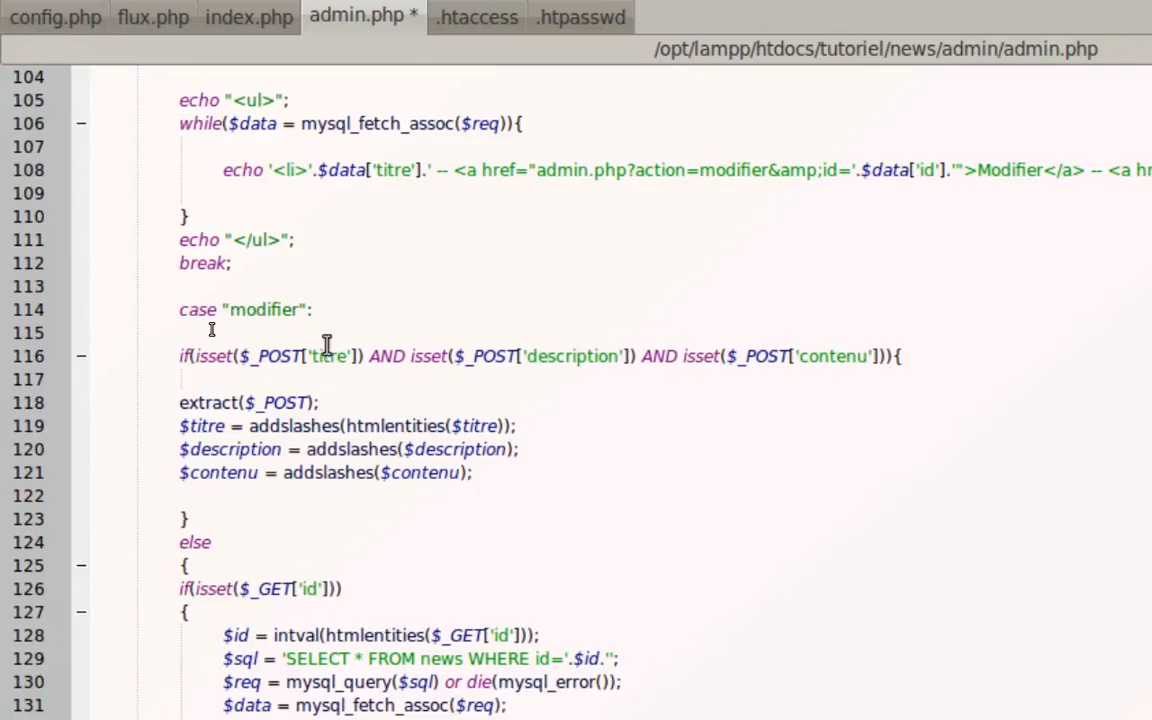 config.php flux.php index.php admin.php * .htaccess .htpasswd
/opt/lampp/htdocs/tutoriel/news/admin/admin.php
104
105 echo "<ul>";
106 while($data = mysql_fetch_assoc($req)){
107
108 echo '<li>'.$data['titre'].' -- <a href="admin.php?action=modifier&amp;id='.$data['id'].'">Modifier</a> -- <a hr
109
110 }
111 echo "</ul>";
112 break;
113
114 case "modifier":
115
116 if(isset($_POST['titre']) AND isset($_POST['description']) AND isset($_POST['contenu'])){
117
118 extract($_POST);
119 $titre = addslashes(htmlentities($titre));
120 $description = addslashes($description);
121 $contenu = addslashes($contenu);
122
123 }
124 else
125 {
126 if(isset($_GET['id']))
127 {
128 $id = intval(htmlentities($_GET['id']));
129 $sql = 'SELECT * FROM news WHERE id='.$id.'';
130 $req = mysql_query($sql) or die(mysql_error());
131 $data = mysql_fetch_assoc($req);